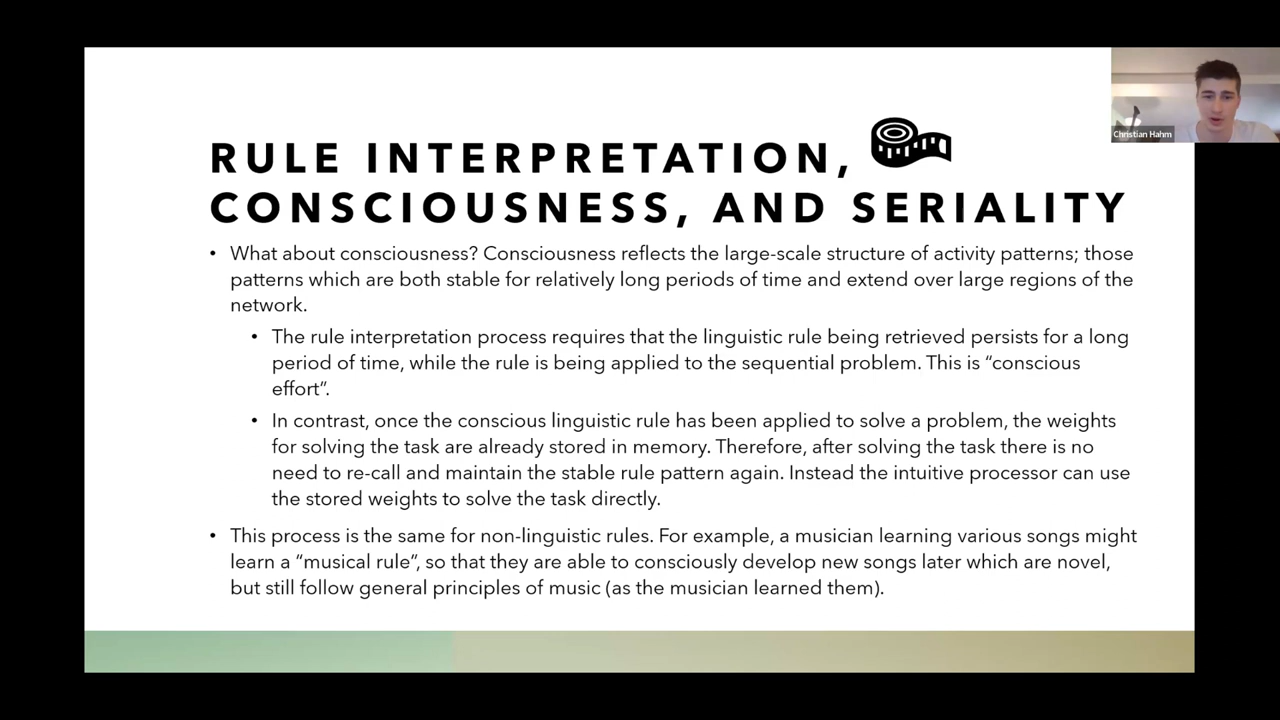 RULE INTERPRETATION,
CONSCIOUSNESS, AND SERIALITY
Christian Hahm
• What about consciousness? Consciousness reflects the large-scale structure of activity patterns; those
patterns which are both stable for relatively long periods of time and extend over large regions of the
network.
• The rule interpretation process requires that the linguistic rule being retrieved persists for a long
period of time, while the rule is being applied to the sequential problem. This is “conscious
effort”.
• In contrast, once the conscious linguistic rule has been applied to solve a problem, the weights
for solving the task are already stored in memory. Therefore, after solving the task there is no
need to re-call and maintain the stable rule pattern again. Instead the intuitive processor can use
the stored weights to solve the task directly.
• This process is the same for non-linguistic rules. For example, a musician learning various songs might
learn a “musical rule”, so that they are able to consciously develop new songs later which are novel,
but still follow general principles of music (as the musician learned them).